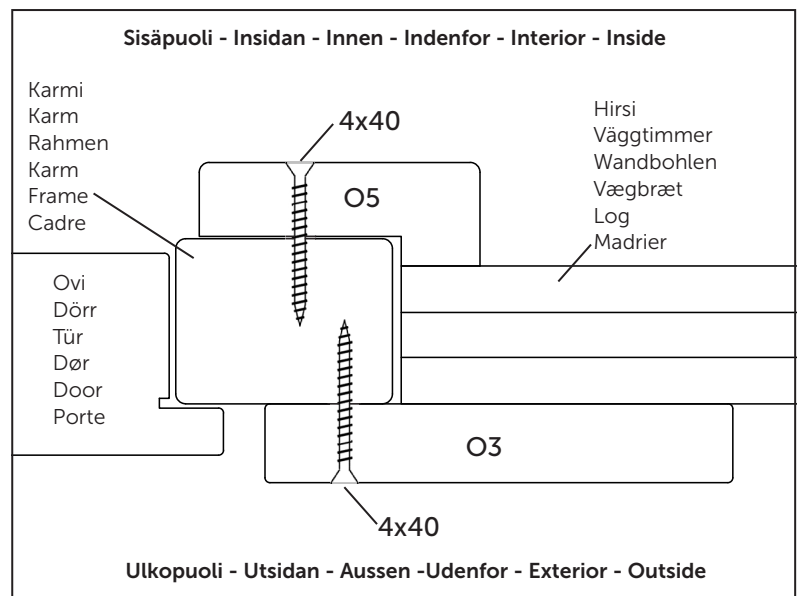 Sisäpuoli - Insidan - Innen - Indenfor - Interior - Inside
Karmi
Karm
Rahmen
Karm
Frame
Cadre
4x40
O5
Hirsi
Väggtimmer
Wandbohlen
Vægbræt
Log
Madrier
Ovi
Dörr
Tür
Dør
Door
Porte
O3
4x40
Ulkopuoli - Utsidan - Aussen -Udenfor - Exterior - Outside